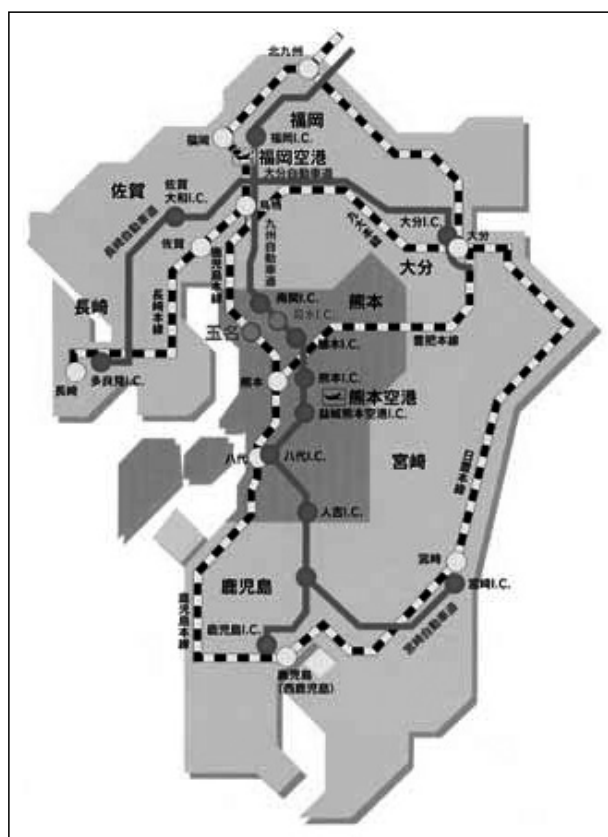 北九州
福岡
福岡
福岡I.C.
福岡空港
大分自動車道
佐賀
佐賀
大和I.C.
長崎自動車道
鳥栖
佐賀
九州自動車道
鹿児島本線
久大本線
大分I.C.
大分
大分
長崎
長崎本線
長崎
多良見I.C.
南関I.C.
熊本
玉名
豊肥本線
熊本
熊本I.C.
熊本空港
益城熊本空港I.C.
八代
八代I.C.
宮崎
日豊本線
人吉I.C.
宮崎
宮崎I.C.
宮崎自動車道
鹿児島
鹿児島本線
鹿児島I.C.
鹿児島
(西鹿児島)